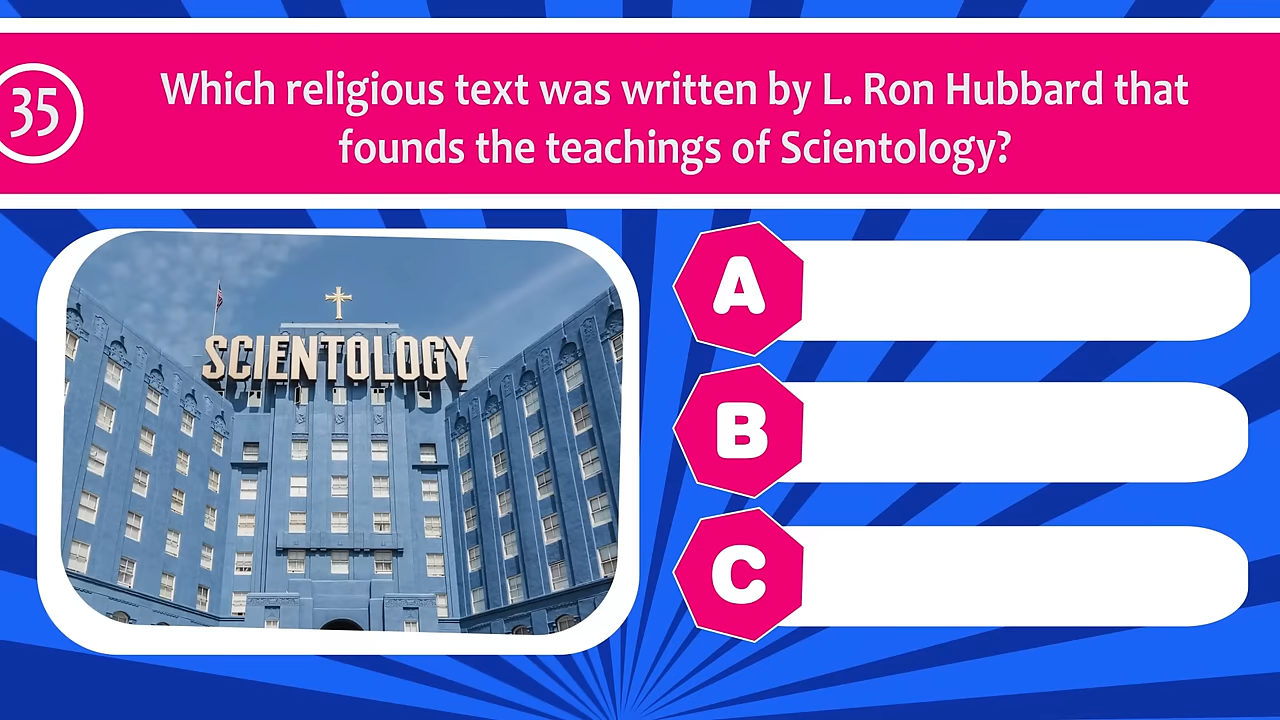 35
Which religious text was written by L. Ron Hubbard that
founds the teachings of Scientology?
SCIENTOLOGY
A
B
C